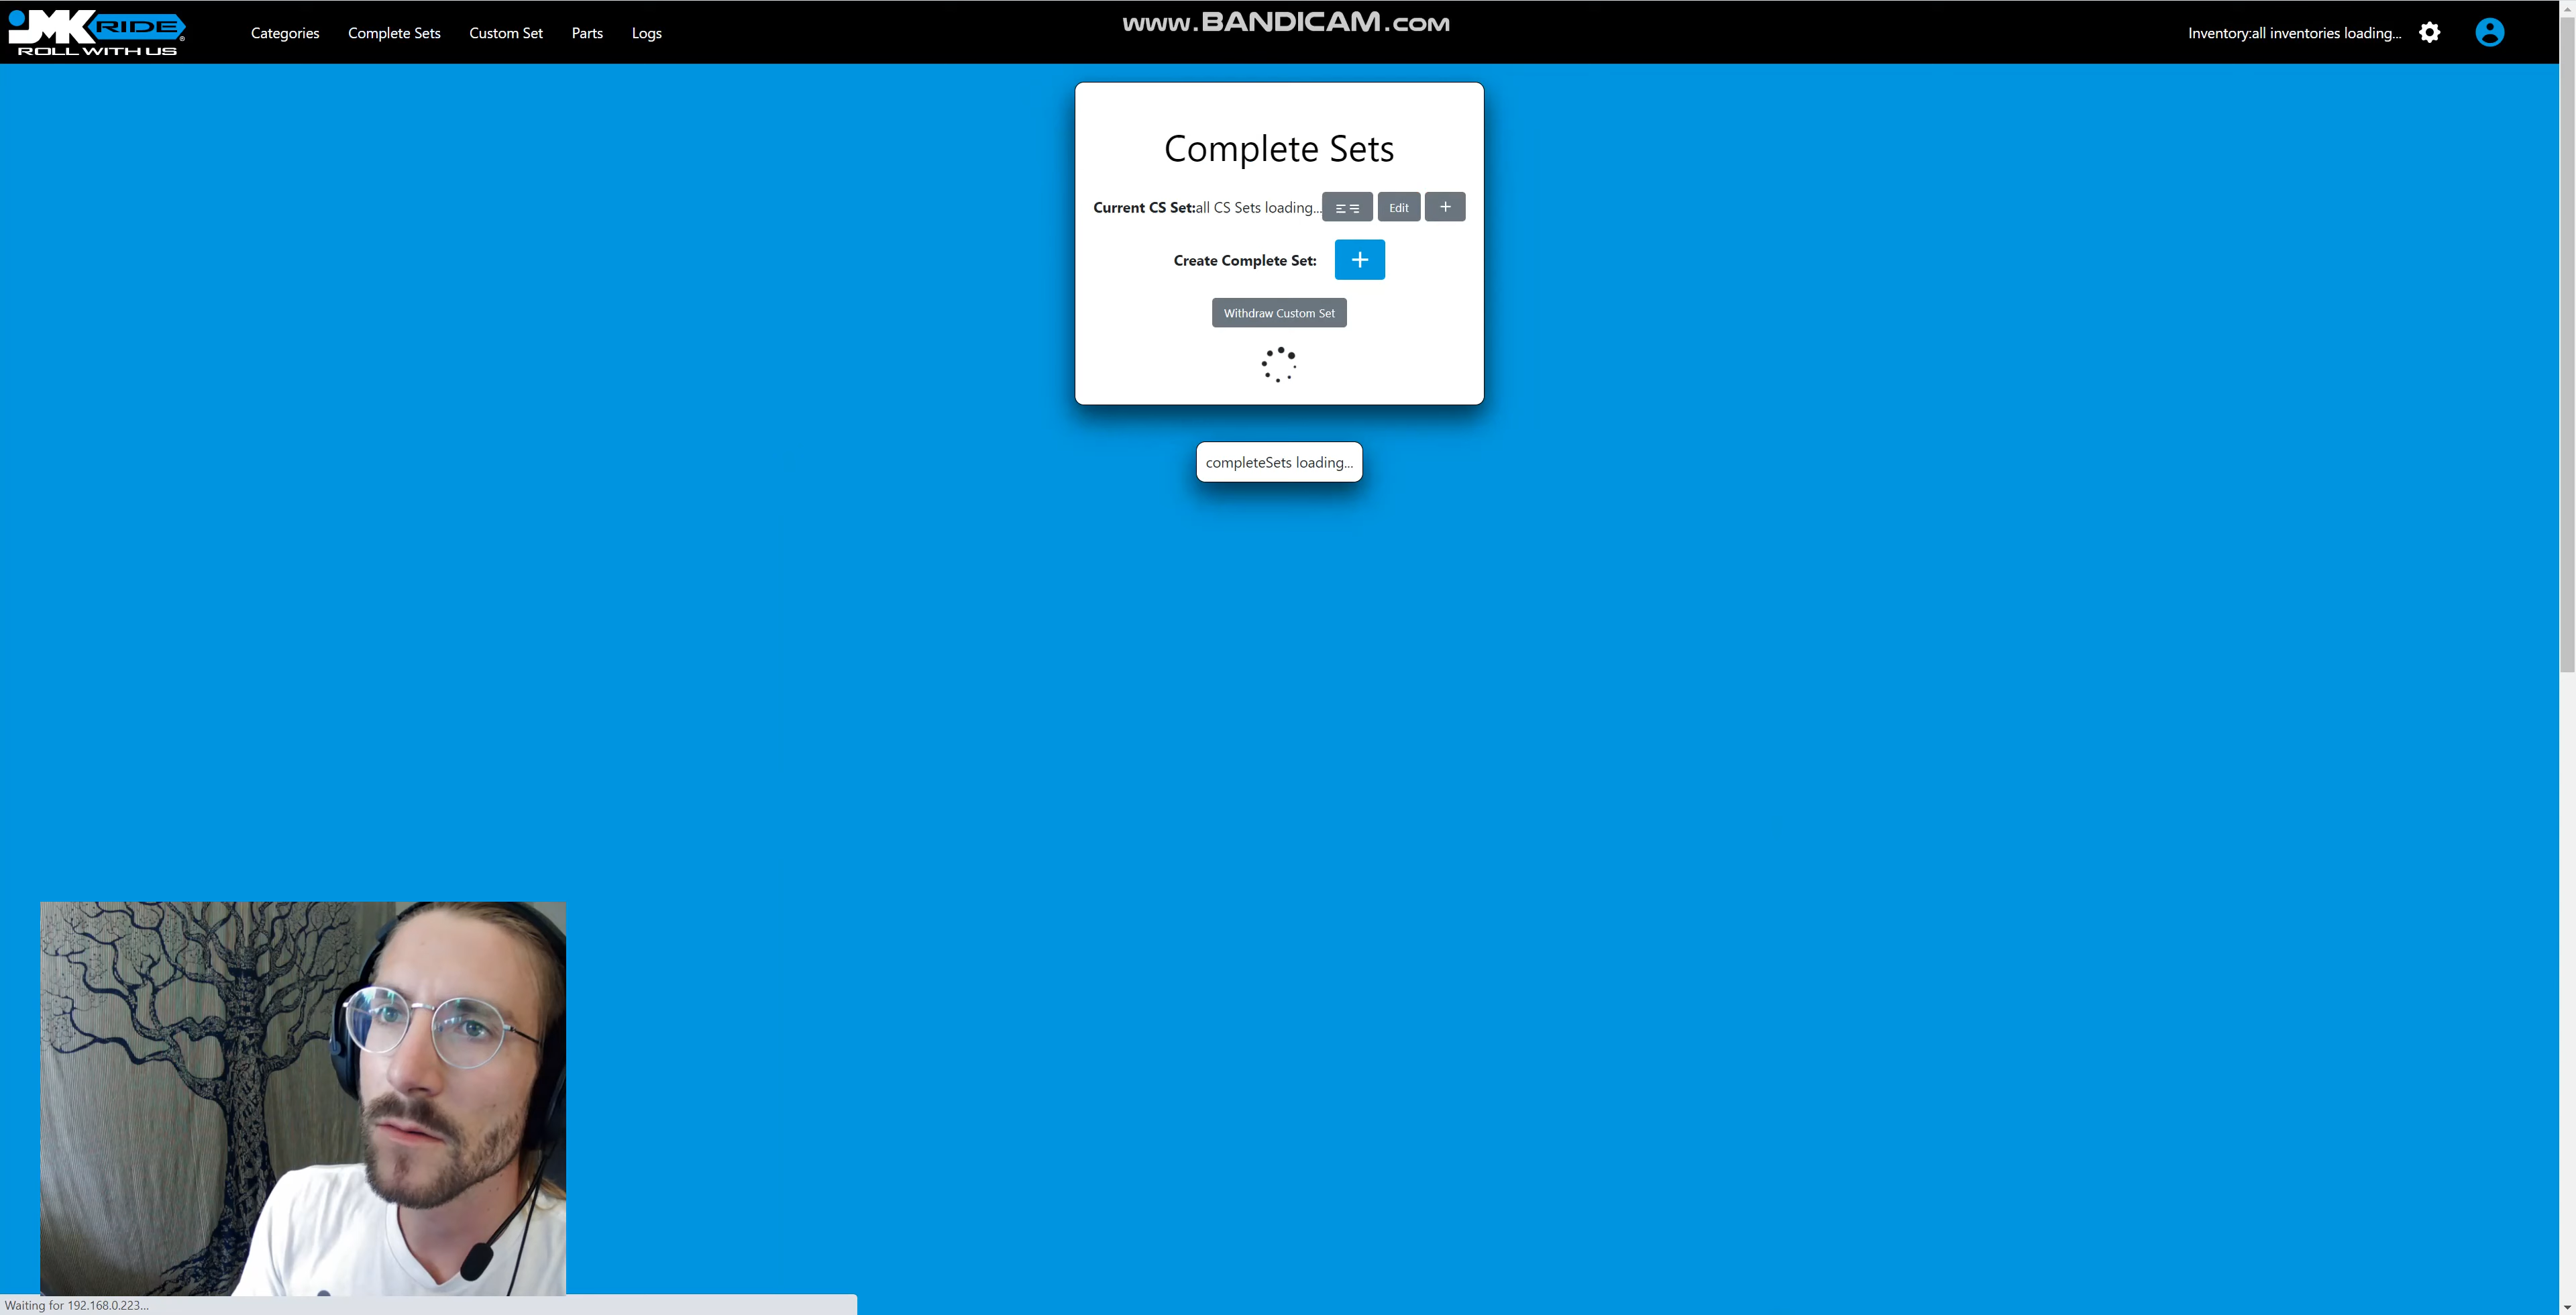 JMK RIDE
ROLL WITH US
Categories Complete Sets Custom Set Parts Logs
www.BANDICAM.com
Inventory:all inventories loading...
Complete Sets
Current CS Set:all CS Sets loading... Edit +
Create Complete Set: +
Withdraw Custom Set
completeSets loading...
Waiting for 192.168.0.223...